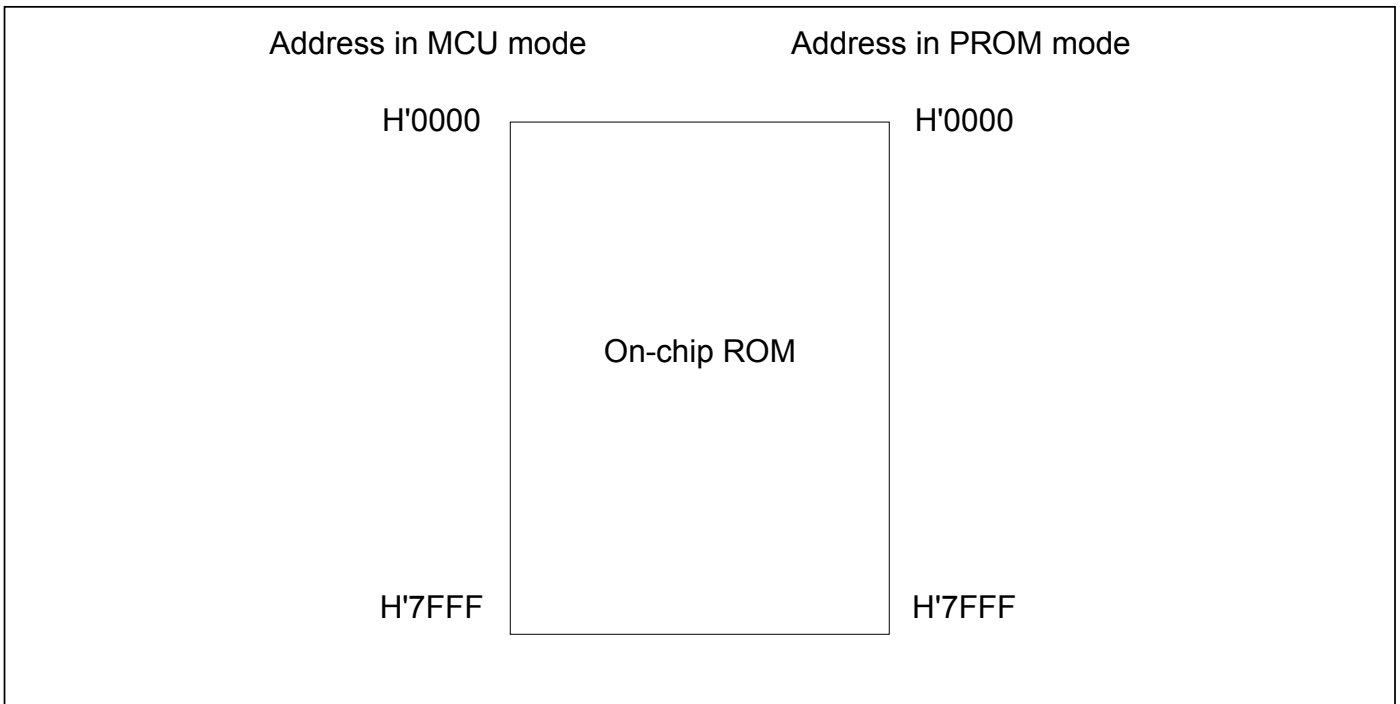 Address in MCU mode Address in PROM mode
H'0000 H'0000
On-chip ROM
H'7FFF H'7FFF